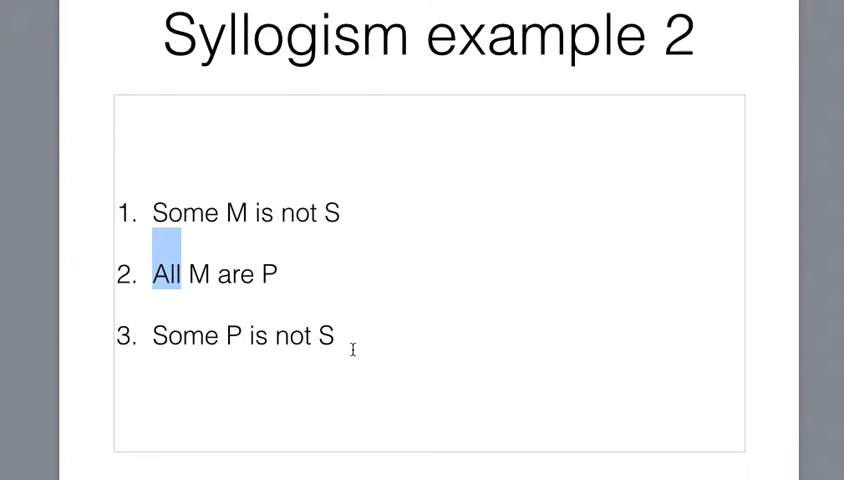 Syllogism example 2
1. Some M is not S
2. All M are P
3. Some P is not S